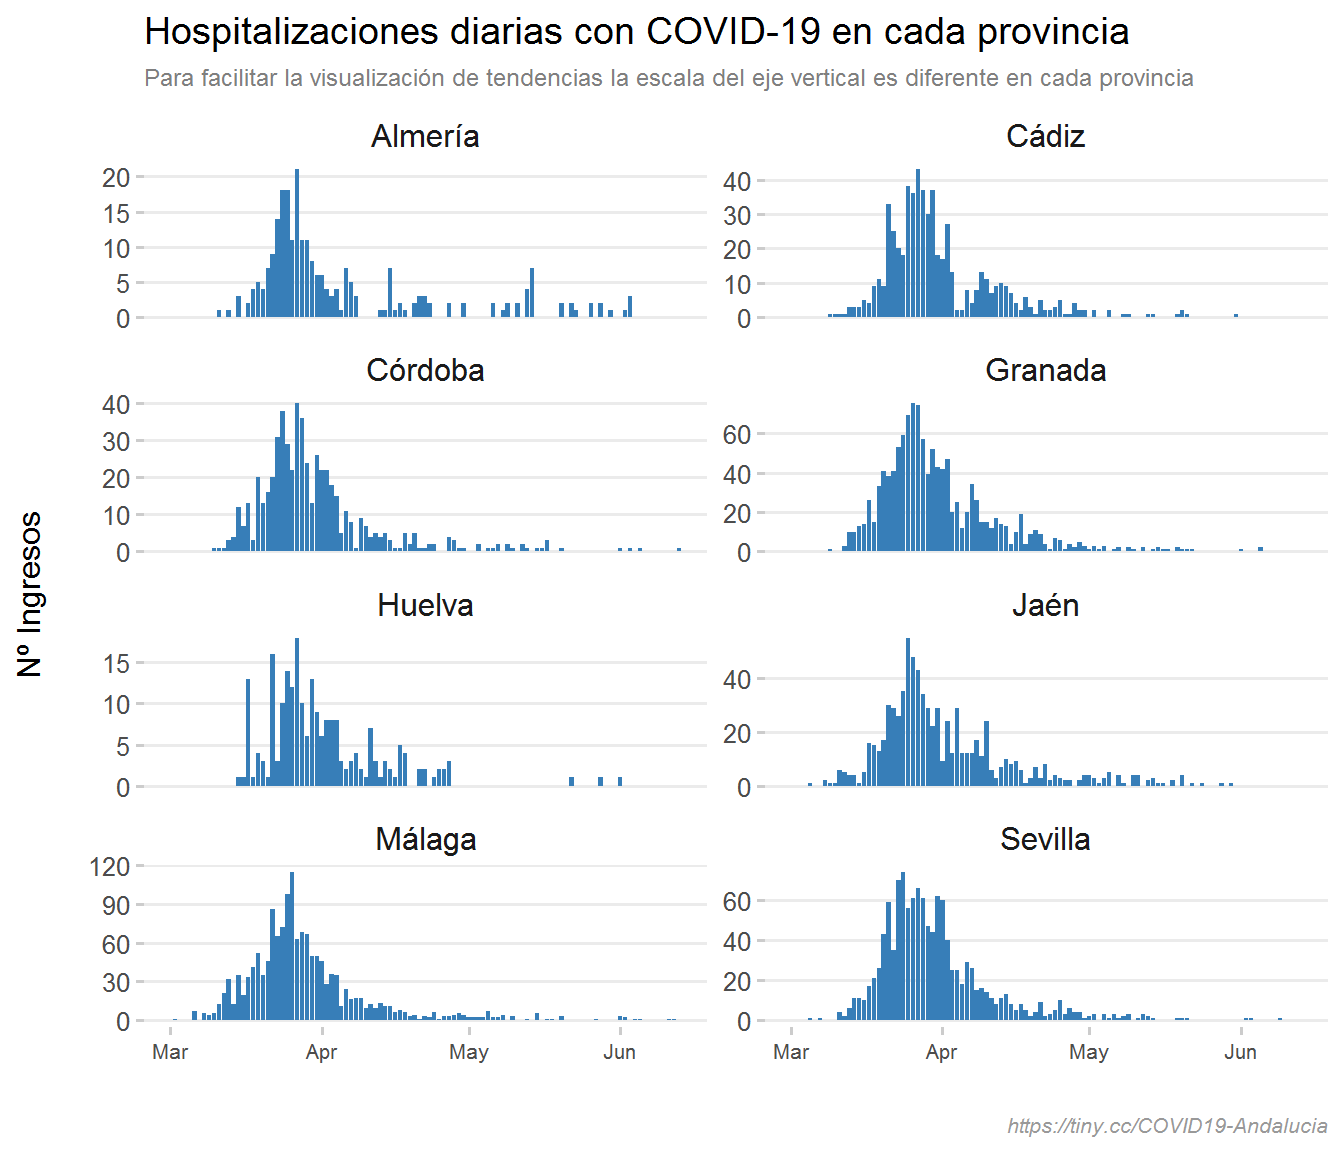 Hospitalizaciones diarias con COVID-19 en cada provincia
Para facilitar la visualización de tendencias la escala del eje vertical es diferente en cada provincia
Nº Ingresos
Almería
20
15
10
5
0
Cádiz
40
30
20
10
0
Córdoba
40
30
20
10
0
Granada
60
40
20
0
Huelva
15
10
5
0
Jaén
40
20
0
Málaga
120
90
60
30
0
Mar Apr May Jun
Sevilla
60
40
20
0
Mar Apr May Jun
https://tiny.cc/COVID19-Andalucia